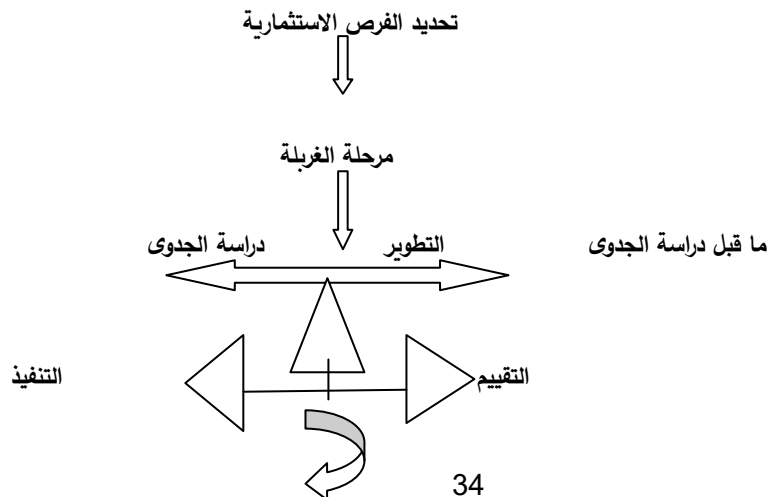 تحديد الفرص الاستثمارية
مرحلة الغربلة
ما قبل دراسة الجدوى التطوير دراسة الجدوى
التقييم التنفيذ
34